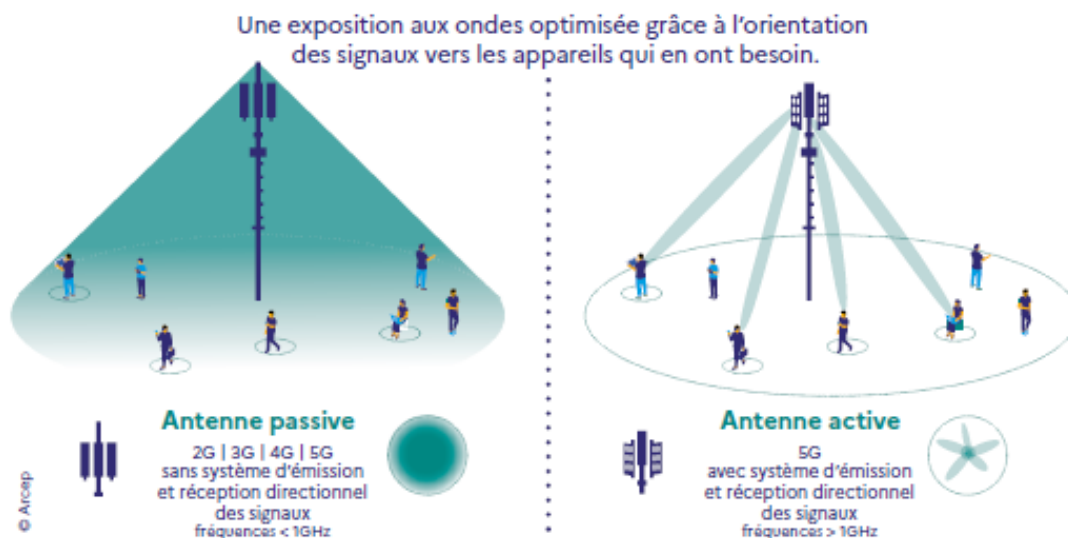 Une exposition aux ondes optimisée grâce à l'orientation
des signaux vers les appareils qui en ont besoin.
Antenne passive
2G | 3G | 4G | 5G
sans système d'émission
et réception directionnel
des signaux
fréquences < 1GHz
Antenne active
5G
avec système d'émission
et réception directionnel
des signaux
fréquences > 1GHz
© Arcep